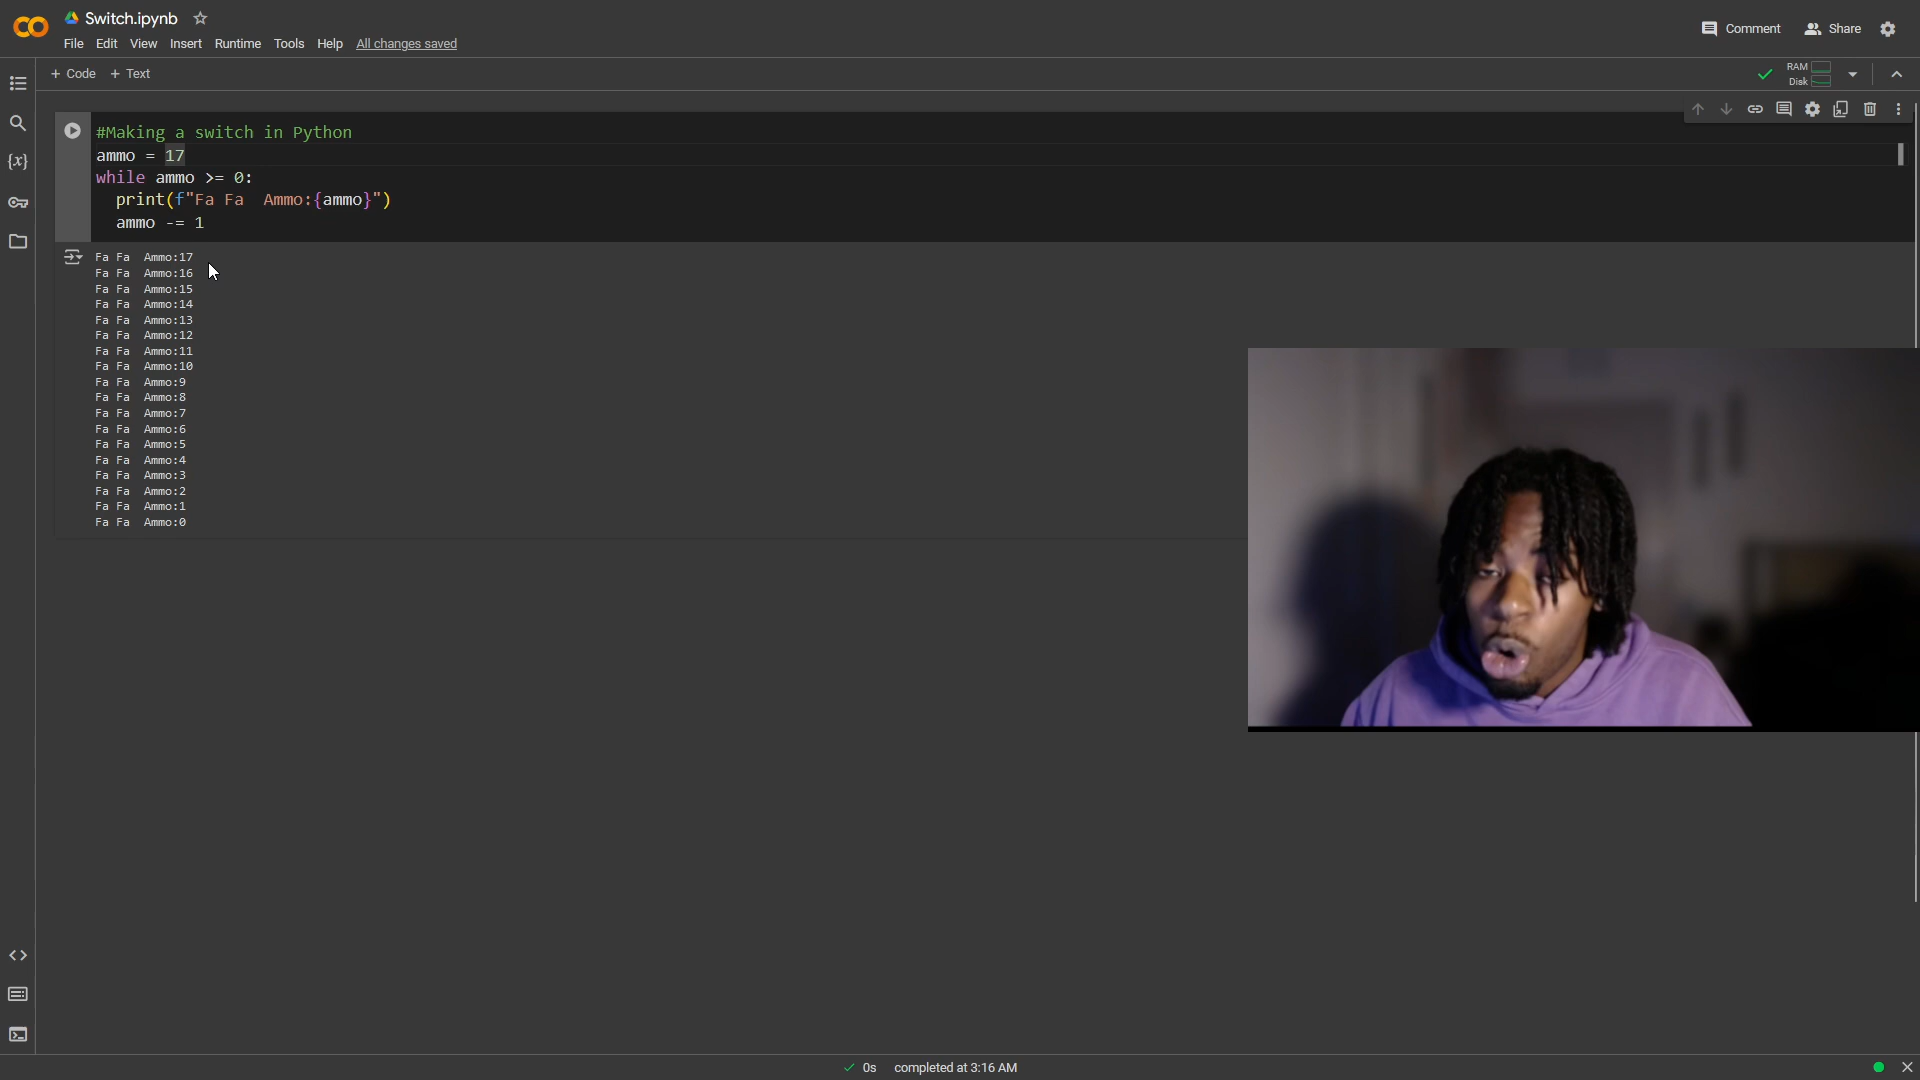 Switch.ipynb
File Edit View Insert Runtime Tools Help All changes saved
Comment Share
+ Code + Text
RAM
Disk
#Making a switch in Python
ammo = 17
while ammo >= 0:
  print(f"Fa Fa  Ammo:{ammo}")
  ammo -= 1
Fa Fa  Ammo:17
Fa Fa  Ammo:16
Fa Fa  Ammo:15
Fa Fa  Ammo:14
Fa Fa  Ammo:13
Fa Fa  Ammo:12
Fa Fa  Ammo:11
Fa Fa  Ammo:10
Fa Fa  Ammo:9
Fa Fa  Ammo:8
Fa Fa  Ammo:7
Fa Fa  Ammo:6
Fa Fa  Ammo:5
Fa Fa  Ammo:4
Fa Fa  Ammo:3
Fa Fa  Ammo:2
Fa Fa  Ammo:1
Fa Fa  Ammo:0
0s completed at 3:16 AM